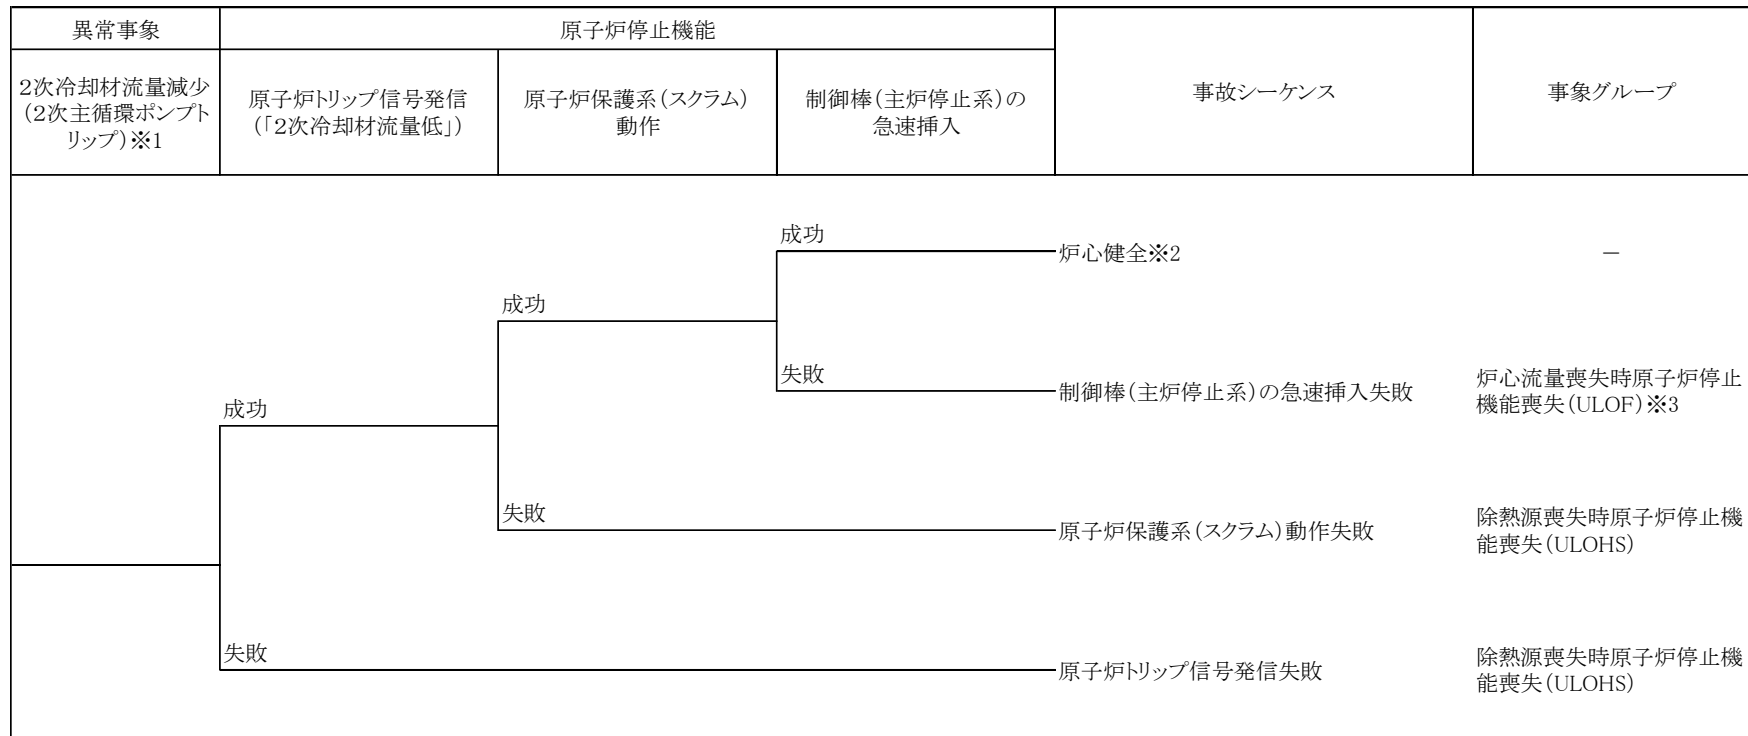 異常事象
原子炉停止機能
2次冷却材流量減少
(2次主循環ポンプト
リップ)※1
原子炉トリップ信号発信
(「2次冷却材流量低」)
原子炉保護系(スクラム)
動作
制御棒(主炉停止系)の
急速挿入
事故シーケンス
事象グループ
成功
炉心健全※2
－
成功
失敗
制御棒(主炉停止系)の急速挿入失敗
炉心流量喪失時原子炉停止
機能喪失(ULOF)※3
成功
失敗
原子炉保護系(スクラム)動作失敗
除熱源喪失時原子炉停止機
能喪失(ULOHS)
失敗
原子炉トリップ信号発信失敗
除熱源喪失時原子炉停止機
能喪失(ULOHS)